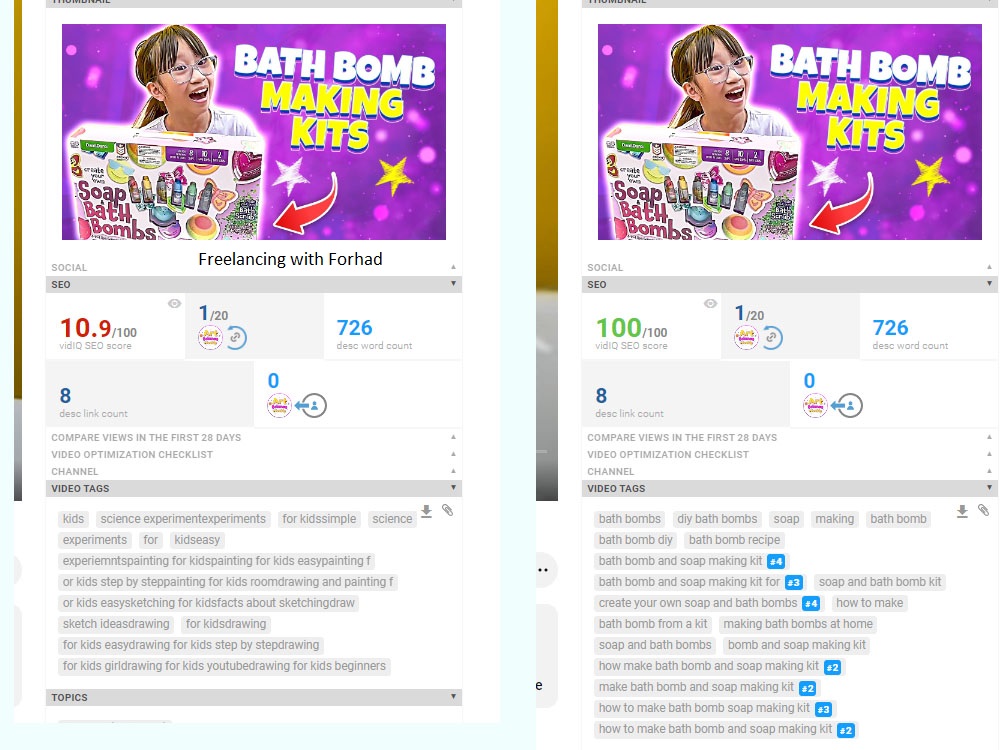 THUMBNAIL
BATH BOMB
MAKING
KITS
create
your
own
Soap
Bath
Bombs
Freelancing with Forhad
SOCIAL
SEO
10.9/100
vidIQ SEO score
1/20
726
desc word count
8
desc link count
0
COMPARE VIEWS IN THE FIRST 28 DAYS
VIDEO OPTIMIZATION CHECKLIST
CHANNEL
VIDEO TAGS
kids science experimentexperiments for kidssimple science
experiments for kidseasy
experiemntspainting for kidspainting for kids easypainting f
or kids step by steppainting for kids roomdrawing and painting f
or kids easysketching for kidsfacts about sketchingdraw
sketch ideasdrawing for kidsdrawing
for kids easydrawing for kids step by stepdrawing
for kids girldrawing for kids youtubedrawing for kids beginners
TOPICS
THUMBNAIL
BATH BOMB
MAKING
KITS
create
your
own
Soap
Bath
Bombs
SOCIAL
SEO
100/100
vidIQ SEO score
1/20
726
desc word count
8
desc link count
0
COMPARE VIEWS IN THE FIRST 28 DAYS
VIDEO OPTIMIZATION CHECKLIST
CHANNEL
VIDEO TAGS
bath bombs diy bath bombs soap making bath bomb
bath bomb diy bath bomb recipe
bath bomb and soap making kit #4
bath bomb and soap making kit for #3 soap and bath bomb kit
create your own soap and bath bombs #4 how to make
bath bomb from a kit making bath bombs at home
soap and bath bombs bomb and soap making kit
how make bath bomb and soap making kit #2
make bath bomb and soap making kit #2
how to make bath bomb soap making kit #3
how to make bath bomb and soap making kit #2
e